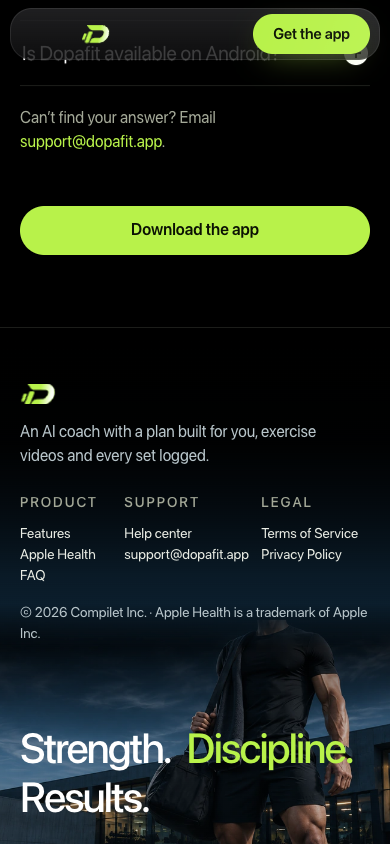 Get the app
Is Dopafit available on Android?
Can't find your answer? Email
support@dopafit.app.
Download the app
An AI coach with a plan built for you, exercise
videos and every set logged.
PRODUCT
Features
Apple Health
FAQ
SUPPORT
Help center
support@dopafit.app
LEGAL
Terms of Service
Privacy Policy
© 2026 Compilet Inc. · Apple Health is a trademark of Apple
Inc.
Strength. Discipline.
Results.